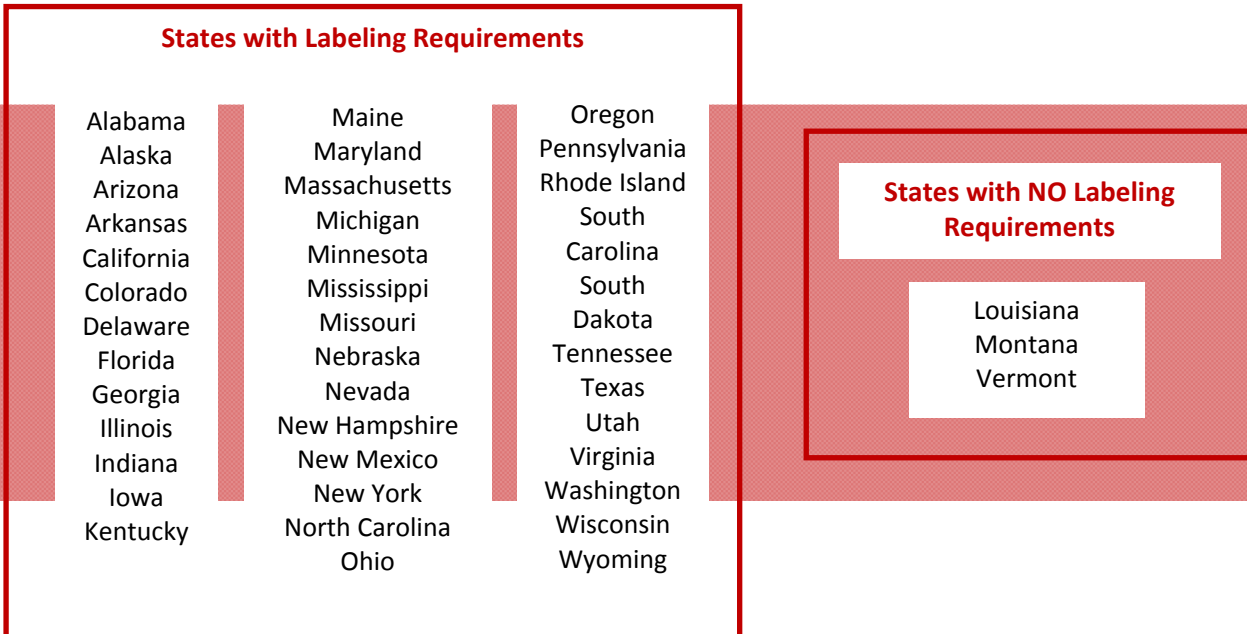 States with Labeling Requirements
Alabama
Alaska
Arizona
Arkansas
California
Colorado
Delaware
Florida
Georgia
Illinois
Indiana
Iowa
Kentucky
Maine
Maryland
Massachusetts
Michigan
Minnesota
Mississippi
Missouri
Nebraska
Nevada
New Hampshire
New Mexico
New York
North Carolina
Ohio
Oregon
Pennsylvania
Rhode Island
South
Carolina
South
Dakota
Tennessee
Texas
Utah
Virginia
Washington
Wisconsin
Wyoming
States with NO Labeling
Requirements
Louisiana
Montana
Vermont